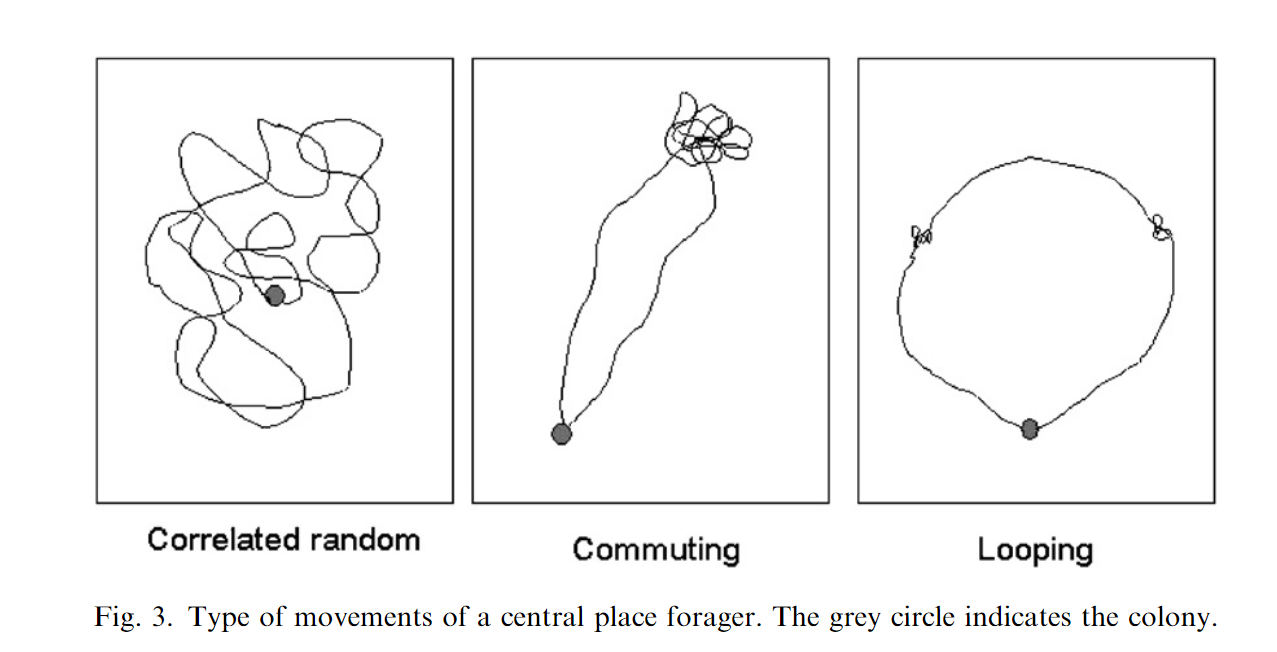 Correlated random
Commuting
Looping
Fig. 3. Type of movements of a central place forager. The grey circle indicates the colony.